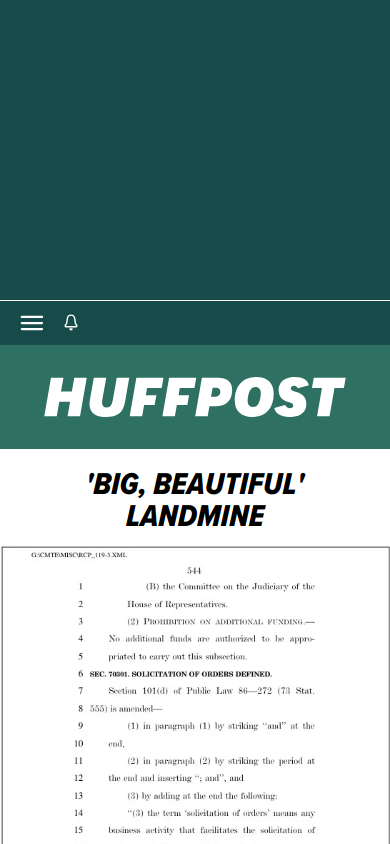 HUFFPOST
'BIG, BEAUTIFUL'
LANDMINE
G:\CMTE\MISC\RCP_119-3.XML
544
1 (B) the Committee on the Judiciary of the
2 House of Representatives.
3 (2) PROHIBITION ON ADDITIONAL FUNDING.—
4 No additional funds are authorized to be appro-
5 priated to carry out this subsection.
6 SEC. 70301. SOLICITATION OF ORDERS DEFINED.
7 Section 101(d) of Public Law 86—272 (73 Stat.
8 555) is amended—
9 (1) in paragraph (1) by striking “and” at the
10 end,
11 (2) in paragraph (2) by striking the period at
12 the end and inserting “; and”, and
13 (3) by adding at the end the following:
14 “(3) the term ‘solicitation of orders’ means any
15 business activity that facilitates the solicitation of